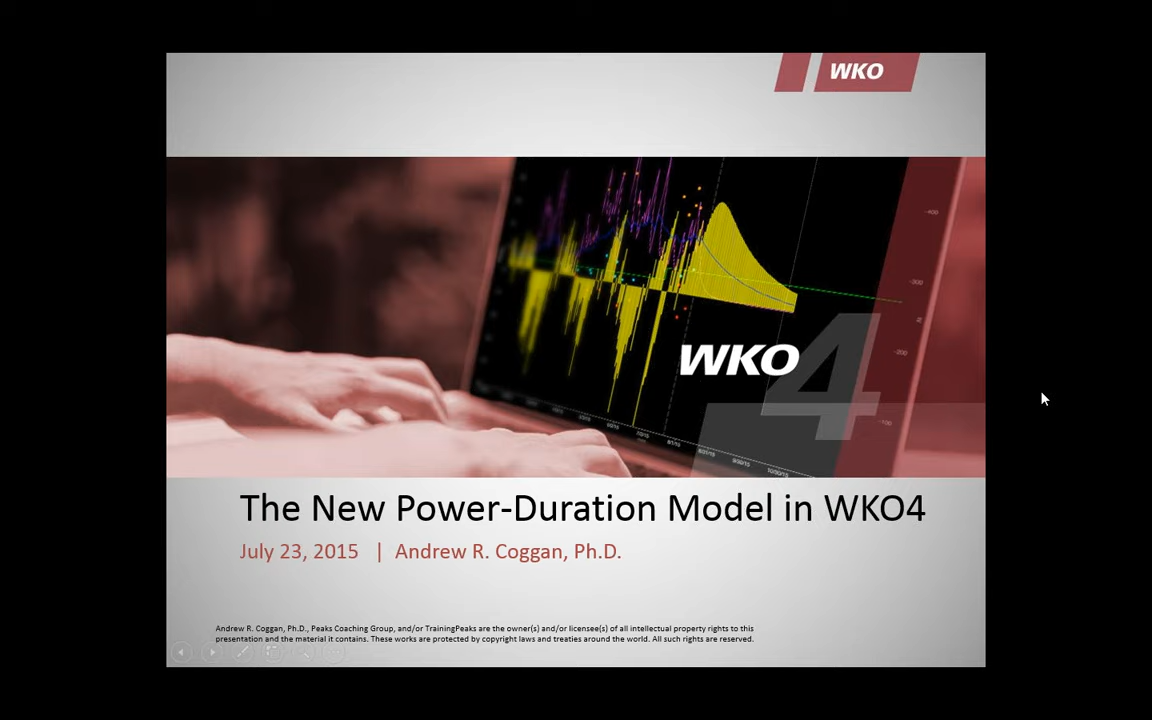 WKO
WKO
4
The New Power-Duration Model in WKO4
July 23, 2015 | Andrew R. Coggan, Ph.D.
Andrew R. Coggan, Ph.D., Peaks Coaching Group, and/or TrainingPeaks are the owner(s) and/or licensee(s) of all intellectual property rights to this
presentation and the material it contains. These works are protected by copyright laws and treaties around the world. All such rights are reserved.